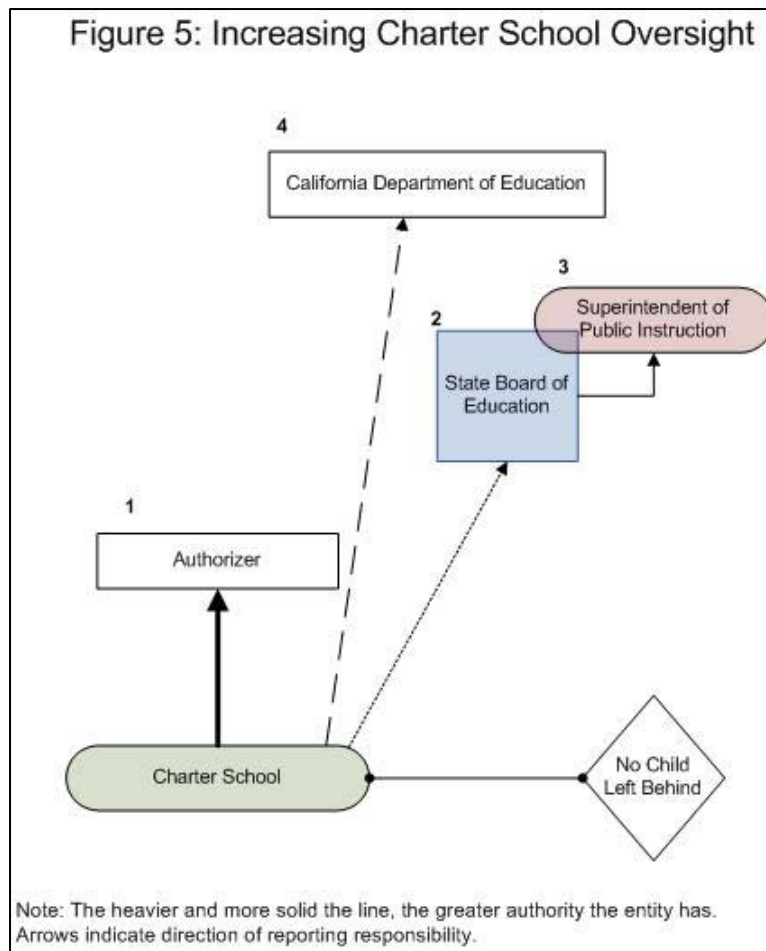 Figure 5: Increasing Charter School Oversight
4
California Department of Education
3
Superintendent of
Public Instruction
2
State Board of
Education
1
Authorizer
Charter School
No Child
Left Behind
Note: The heavier and more solid the line, the greater authority the entity has.
Arrows indicate direction of reporting responsibility.